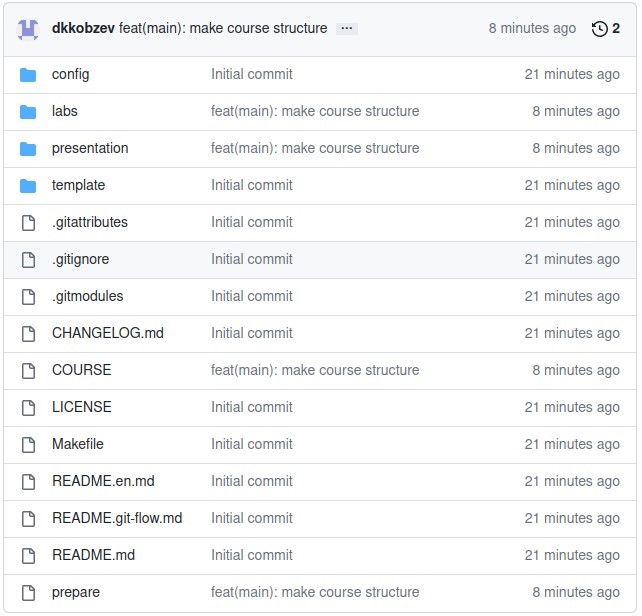 dkkobzev feat(main): make course structure ... 8 minutes ago 2
config Initial commit 21 minutes ago
labs feat(main): make course structure 8 minutes ago
presentation feat(main): make course structure 8 minutes ago
template Initial commit 21 minutes ago
.gitattributes Initial commit 21 minutes ago
.gitignore Initial commit 21 minutes ago
.gitmodules Initial commit 21 minutes ago
CHANGELOG.md Initial commit 21 minutes ago
COURSE feat(main): make course structure 8 minutes ago
LICENSE Initial commit 21 minutes ago
Makefile Initial commit 21 minutes ago
README.en.md Initial commit 21 minutes ago
README.git-flow.md Initial commit 21 minutes ago
README.md Initial commit 21 minutes ago
prepare feat(main): make course structure 8 minutes ago